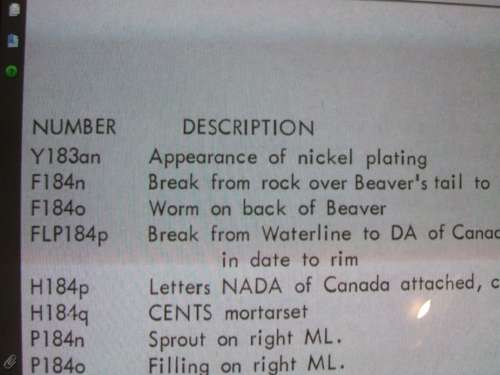 NUMBER DESCRIPTION
Y183an Appearance of nickel plating
F184n Break from rock over Beaver's tail to
F184o Worm on back of Beaver
FLP184p Break from Waterline to DA of Canad
in date to rim
H184p Letters NADA of Canada attached, c
H184q CENTS mortarset
P184n Sprout on right ML.
P184o Filling on right ML.